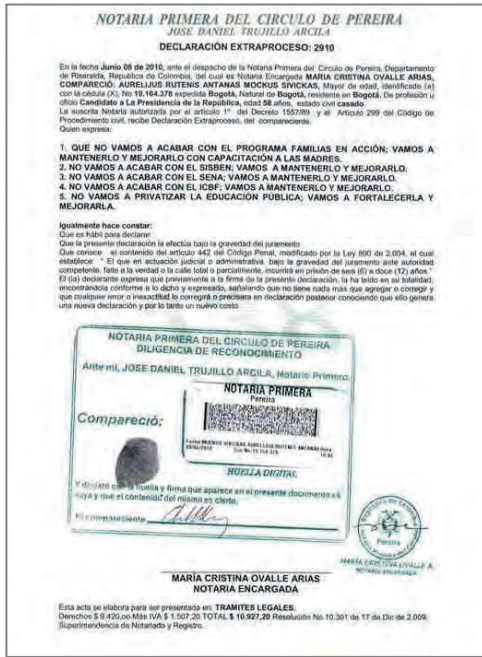 NOTARIA PRIMERA DEL CIRCULO DE PEREIRA
JOSE DANIEL TRUJILLO ARCILA
DECLARACIÓN EXTRAPROCESO: 2910
En la fecha Junio 08 de 2010, ante el despacho de la Notaria Primera del Circulo de Pereira, Departamento
de Risaralda, Republica de Colombia, del cual es Notaria Encargada MARIA CRISTINA OVALLE ARIAS,
COMPARECIÓ: AURELIJUS RUTENIS ANTANAS MOCKUS SIVICKAS, Mayor de edad, identificado (a)
con la cédula (X), No 19.164.378 expedida Bogotá, Natural de Bogotá, residente en Bogotá. De profesión u
oficio Candidato a La Presidencia de la República, edad 58 años, estado civil casado.
La suscrita Notaria autorizada por el artículo 1º del Decreto 1557/89 y el Articulo 299 del Código de
Procedimiento civil, recibe Declaración Extraproceso, del compareciente.
Quien expresa:
1. QUE NO VAMOS A ACABAR CON EL PROGRAMA FAMILIAS EN ACCIÓN; VAMOS A
MANTENERLO Y MEJORARLO CON CAPACITACIÓN A LAS MADRES.
2. NO VAMOS A ACABAR CON EL SISBEN; VAMOS A MANTENERLO Y MEJORARLO.
3. NO VAMOS A ACABAR CON EL SENA; VAMOS A MANTENERLO Y MEJORARLO.
4. NO VAMOS A ACABAR CON EL ICBF; VAMOS A MANTENERLO Y MEJORARLO.
5. NO VAMOS A PRIVATIZAR LA EDUCACIÓN PÚBLICA; VAMOS A FORTALECERLA Y
MEJORARLA.
Igualmente hace constar:
Que es hábil para declarar
Que la presente declaración la efectúa bajo la gravedad del juramento
Que conoce el contenido del artículo 442 del Código Penal, modificado por la Ley 890 de 2.004, el cual
establece: " El que en actuación judicial o administrativa, bajo la gravedad del juramento ante autoridad
competente, falte a la verdad o la calle total o parcialmente, incurrirá en prisión de seis (6) a doce (12) años."
El (la) declarante expresa que previamente a la firma de la presente declaración, la ha leído en su totalidad,
encontrándola conforme a lo dicho y expresado, señalando que no tiene nada más que agregar o corregir y
que cualquier error o inexactitud lo corregirá o precisara en declaración posterior conociendo que ello genera
una nueva declaración y por lo tanto un nuevo costo.
NOTARIA PRIMERA DEL CIRCULO DE PEREIRA
DILIGENCIA DE RECONOCIMIENTO
Ante mi, JOSE DANIEL TRUJILLO ARCILA, Notario Primero.
NOTARÍA PRIMERA
Pereira
Compareció:
HUELLA DIGITAL
Y declaró que la huella y firma que aparece en el presente documento es
suya y que el contenido del mismo es cierto.
El compareciente
Pereira
MARÍA CRISTINA OVALLE A.
NOTARIA ENCARGADA
MARÍA CRISTINA OVALLE ARIAS
NOTARIA ENCARGADA
Esta acta se elabora para ser presentada en: TRAMITES LEGALES.
Derechos $ 9.420,00 Más IVA $ 1.507,20 TOTAL $ 10.927,20 Resolución No 10.301 de 17 de Dic de 2.009.
Superintendencia de Notariado y Registro.